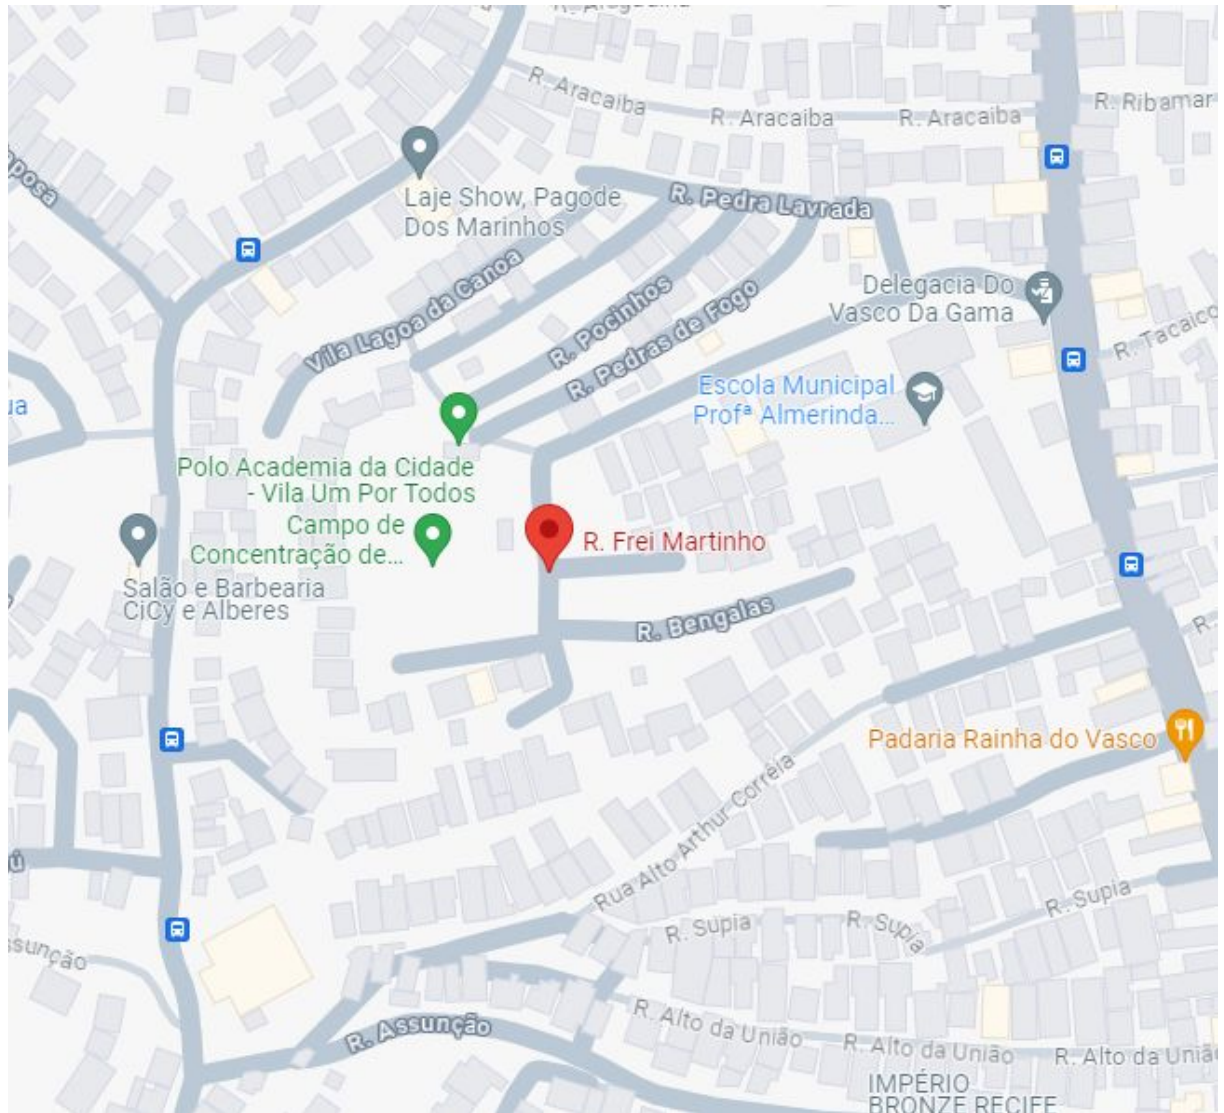 R. Aracaiba
R. Aracaiba
R. Aracaiba
R. Ribamar
Laje Show, Pagode
Dos Marinhos
R. Pedra Lavrada
Vila Lagoa da Canoa
R. Pocinhos
R. Pedras de Fogo
Delegacia Do
Vasco Da Gama
R. Tacaico
Escola Municipal
Profª Almerinda...
Polo Academia da Cidade
- Vila Um Por Todos
Campo de
Concentração de...
R. Frei Martinho
Salão e Barbearia
CiCy e Alberes
R. Bengalas
R.
Padaria Rainha do Vasco
Rua Alto Arthur Corrêia
R. Supia
R. Supia
R. Supia
ssunção
R. Assunção
R. Alto da União
R. Alto da União
R. Alto da Uniã
IMPÉRIO
BRONZE RECIFE